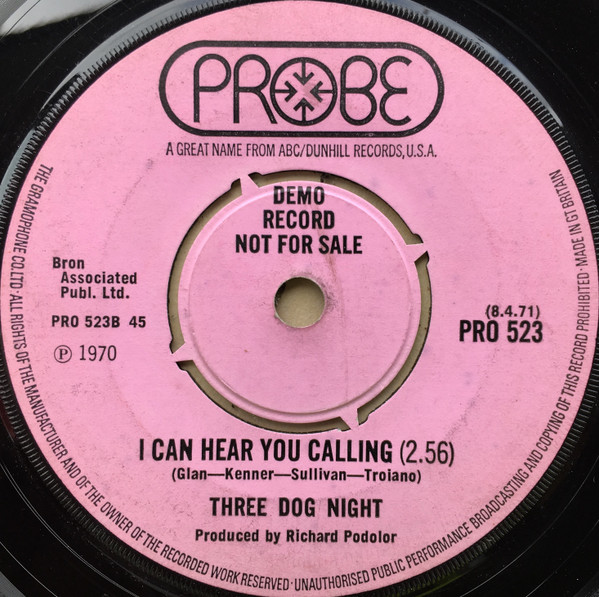 PROBE
A GREAT NAME FROM ABC/DUNHILL RECORDS, U.S.A.
DEMO
RECORD
NOT FOR SALE
Bron
Associated
Publ. Ltd.
PRO 523B 45
Ⓟ 1970
(8.4.71)
PRO 523
I CAN HEAR YOU CALLING (2.56)
(Glan—Kenner—Sullivan—Troiano)
THREE DOG NIGHT
Produced by Richard Podolor
THE GRAMOPHONE CO. LTD · ALL RIGHTS OF THE MANUFACTURER AND OF THE OWNER OF THE RECORDED WORK RESERVED · UNAUTHORISED PUBLIC PERFORMANCE BROADCASTING AND COPYING OF THIS RECORD PROHIBITED · MADE IN GT BRITAIN